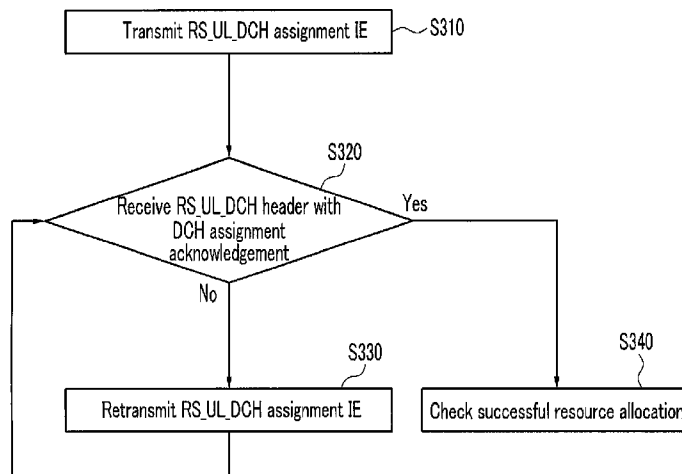 Transmit RS_UL_DCH assignment IE
S310
S320
Receive RS_UL_DCH header with
DCH assignment
acknowledgement
Yes
No
S330
Retransmit RS_UL_DCH assignment IE
S340
Check successful resource allocation